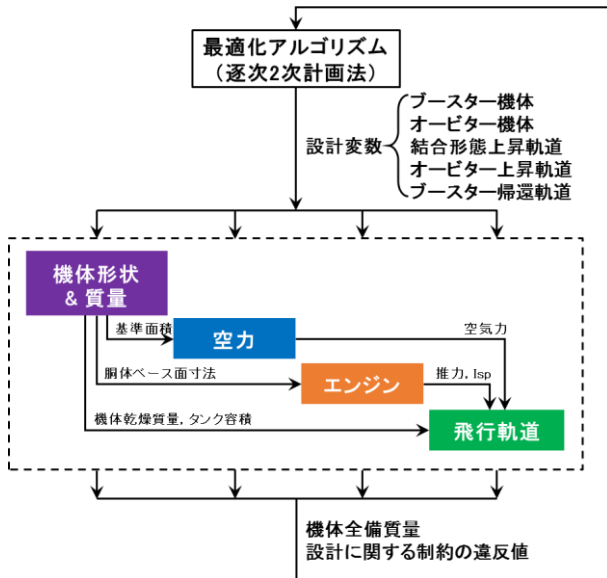 最適化アルゴリズム
（逐次2次計画法）
設計変数
ブースター機体
オービター機体
結合形態上昇軌道
オービター上昇軌道
ブースター帰還軌道
機体形状
& 質量
基準面積
空力
空気力
胴体ベース面寸法
エンジン
推力, Isp
機体乾燥質量, タンク容積
飛行軌道
機体全備質量
設計に関する制約の違反値